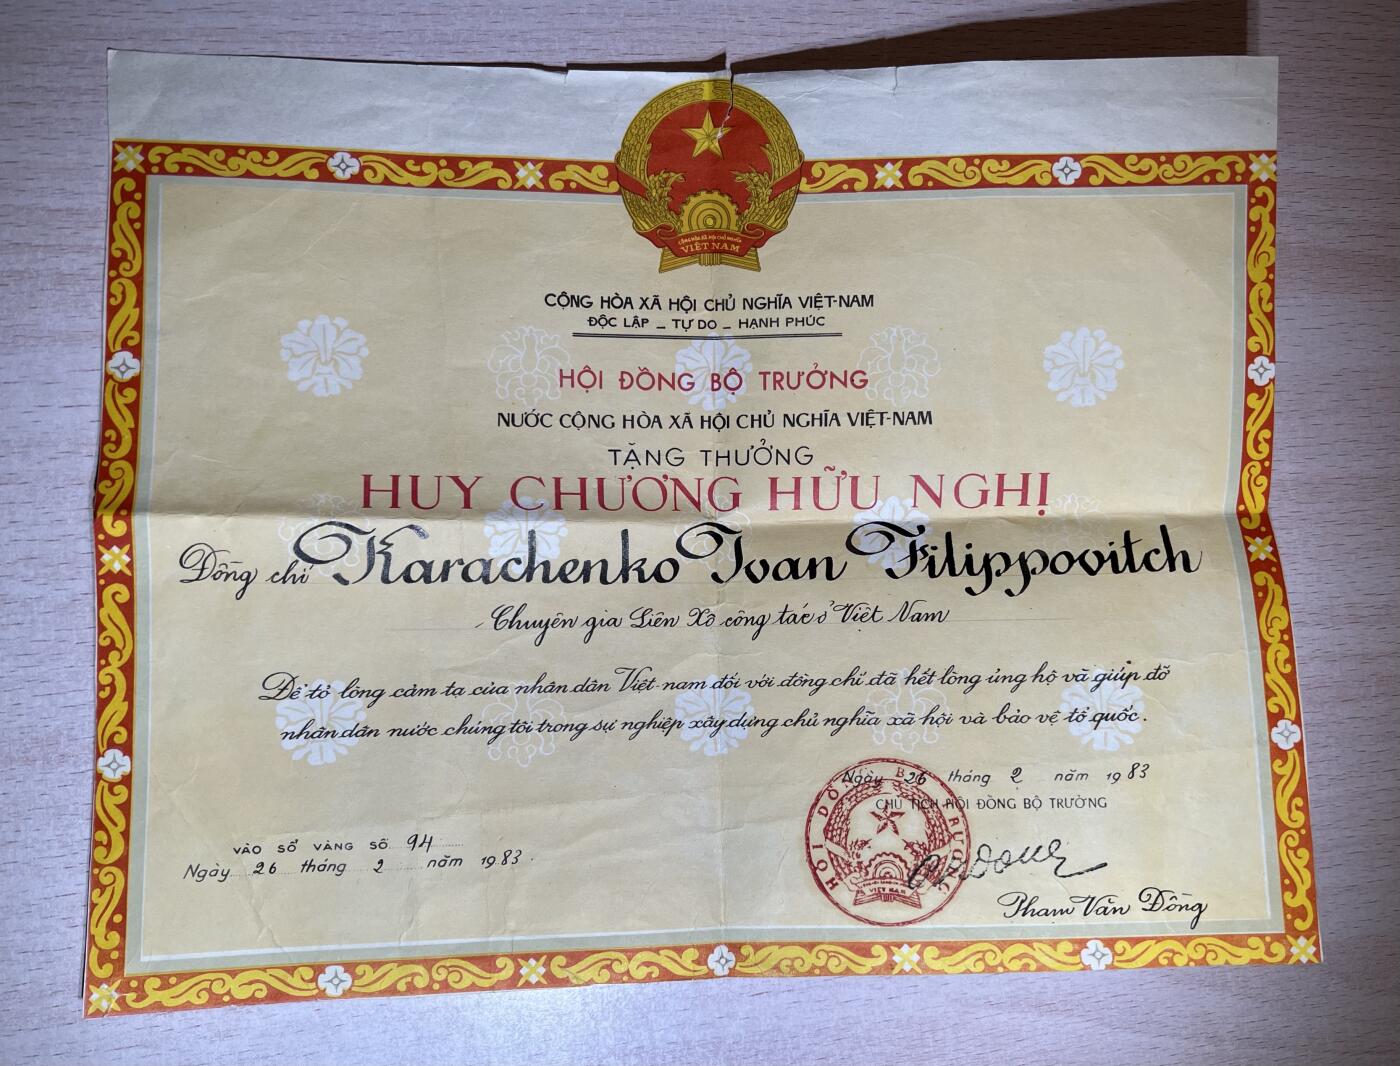 CỘNG HÒA XÃ HỘI CHỦ NGHĨA
VIỆT NAM
CỘNG HÒA XÃ HỘI CHỦ NGHĨA VIỆT-NAM
ĐỘC LẬP _ TỰ DO _ HẠNH PHÚC
HỘI ĐỒNG BỘ TRƯỞNG
NƯỚC CỘNG HÒA XÃ HỘI CHỦ NGHĨA VIỆT-NAM
TẶNG THƯỞNG
HUY CHƯƠNG HỮU NGHỊ
Đồng chí Karachenko Ivan Filippovitch
Chuyên gia Liên Xô công tác ở Việt Nam
Để tỏ lòng cảm tạ của nhân dân Việt-nam đối với đồng chí đã hết lòng ủng hộ và giúp đỡ
nhân dân nước chúng tôi trong sự nghiệp xây dựng chủ nghĩa xã hội và bảo vệ tổ quốc.
Ngày 26 tháng 2 năm 1983
CHỦ TỊCH HỘI ĐỒNG BỘ TRƯỞNG
HỘI ĐỒNG BỘ TRƯỞNG
VIỆT NAM
Phạm Văn Đồng
VÀO SỔ VÀNG SỐ 94
Ngày 26 tháng 2 năm 1983.